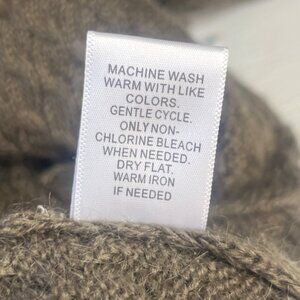 MACHINE WASH
WARM WITH LIKE
COLORS.
GENTLE CYCLE.
ONLY NON-
CHLORINE BLEACH
WHEN NEEDED.
DRY FLAT.
WARM IRON
IF NEEDED